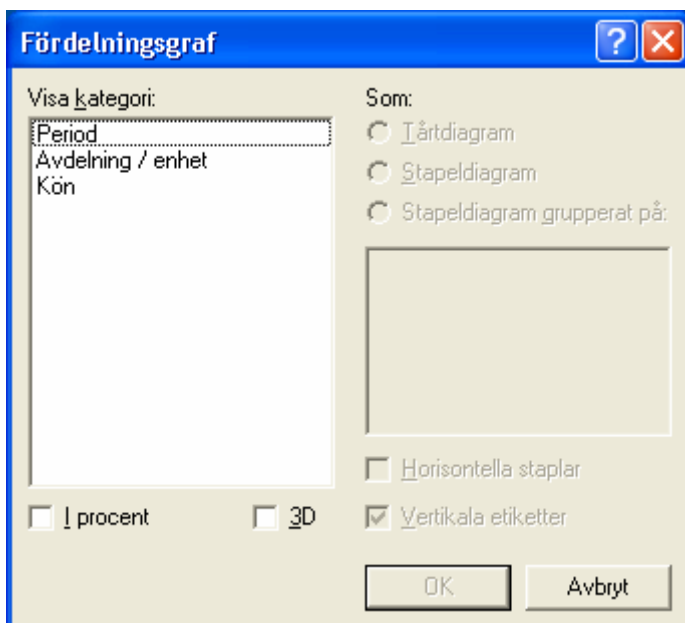 Fördelningsgraf
Visa kategori:
Period
Avdelning / enhet
Kön
I procent
3D
Som:
Tårtdiagram
Stapeldiagram
Stapeldiagram grupperat på:
Horisontella staplar
Vertikala etiketter
OK
Avbryt